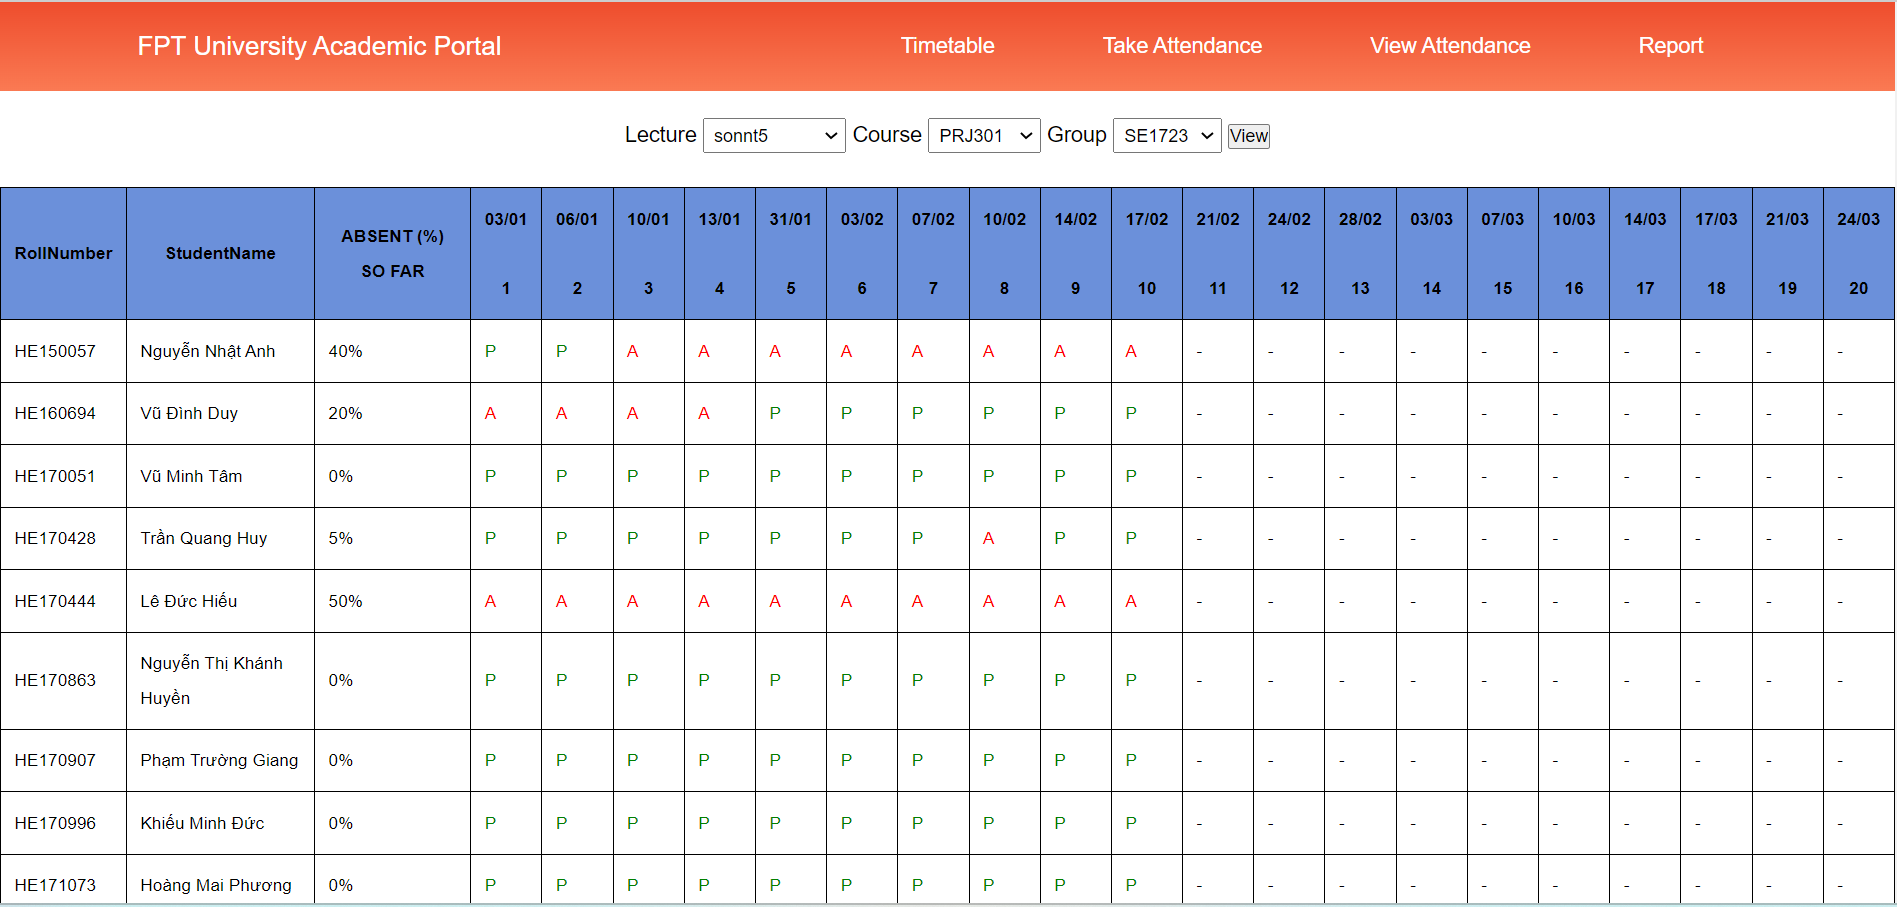 FPT University Academic Portal Timetable Take Attendance View Attendance Report
Lecture sonnt5 Course PRJ301 Group SE1723 View
RollNumber StudentName ABSENT (%) SO FAR 03/01 06/01 10/01 13/01 31/01 03/02 07/02 10/02 14/02 17/02 21/02 24/02 28/02 03/03 07/03 10/03 14/03 17/03 21/03 24/03
1 2 3 4 5 6 7 8 9 10 11 12 13 14 15 16 17 18 19 20
HE150057 Nguyễn Nhật Anh 40% P P A A A A A A A A - - - - - - - - - -
HE160694 Vũ Đình Duy 20% A A A A P P P P P P - - - - - - - - - -
HE170051 Vũ Minh Tâm 0% P P P P P P P P P P - - - - - - - - - -
HE170428 Trần Quang Huy 5% P P P P P P P A P P - - - - - - - - - -
HE170444 Lê Đức Hiếu 50% A A A A A A A A A A - - - - - - - - - -
HE170863 Nguyễn Thị Khánh Huyền 0% P P P P P P P P P P - - - - - - - - - -
HE170907 Phạm Trường Giang 0% P P P P P P P P P P - - - - - - - - - -
HE170996 Khiếu Minh Đức 0% P P P P P P P P P P - - - - - - - - - -
HE171073 Hoàng Mai Phương 0% P P P P P P P P P P - - - - - - - - - -